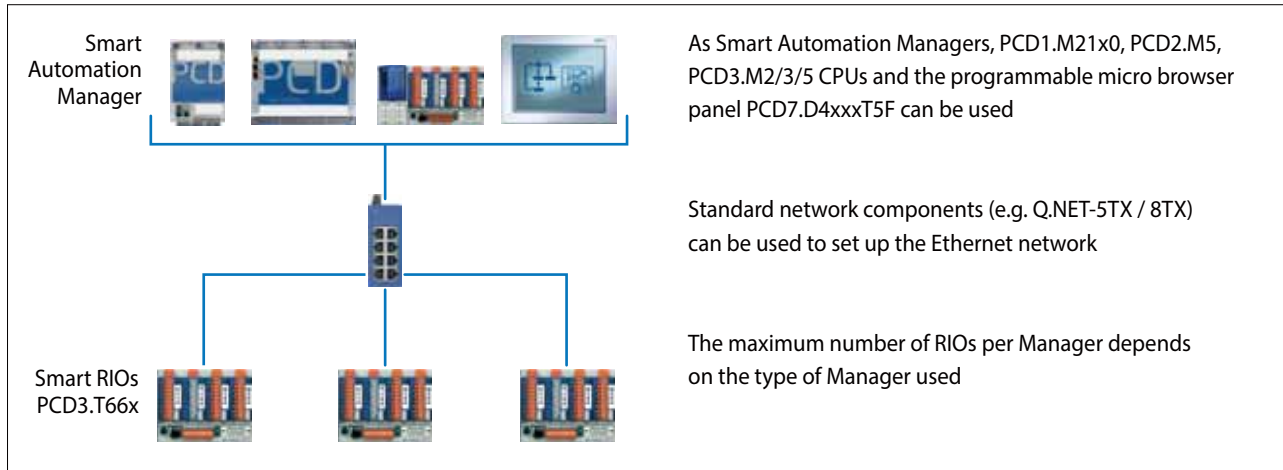 Smart
Automation
Manager
PCD
PCD
As Smart Automation Managers, PCD1.M21x0, PCD2.M5,
PCD3.M2/3/5 CPUs and the programmable micro browser
panel PCD7.D4xxxT5F can be used
Standard network components (e.g. Q.NET-5TX / 8TX)
can be used to set up the Ethernet network
Smart RIOs
PCD3.T66x
The maximum number of RIOs per Manager depends
on the type of Manager used